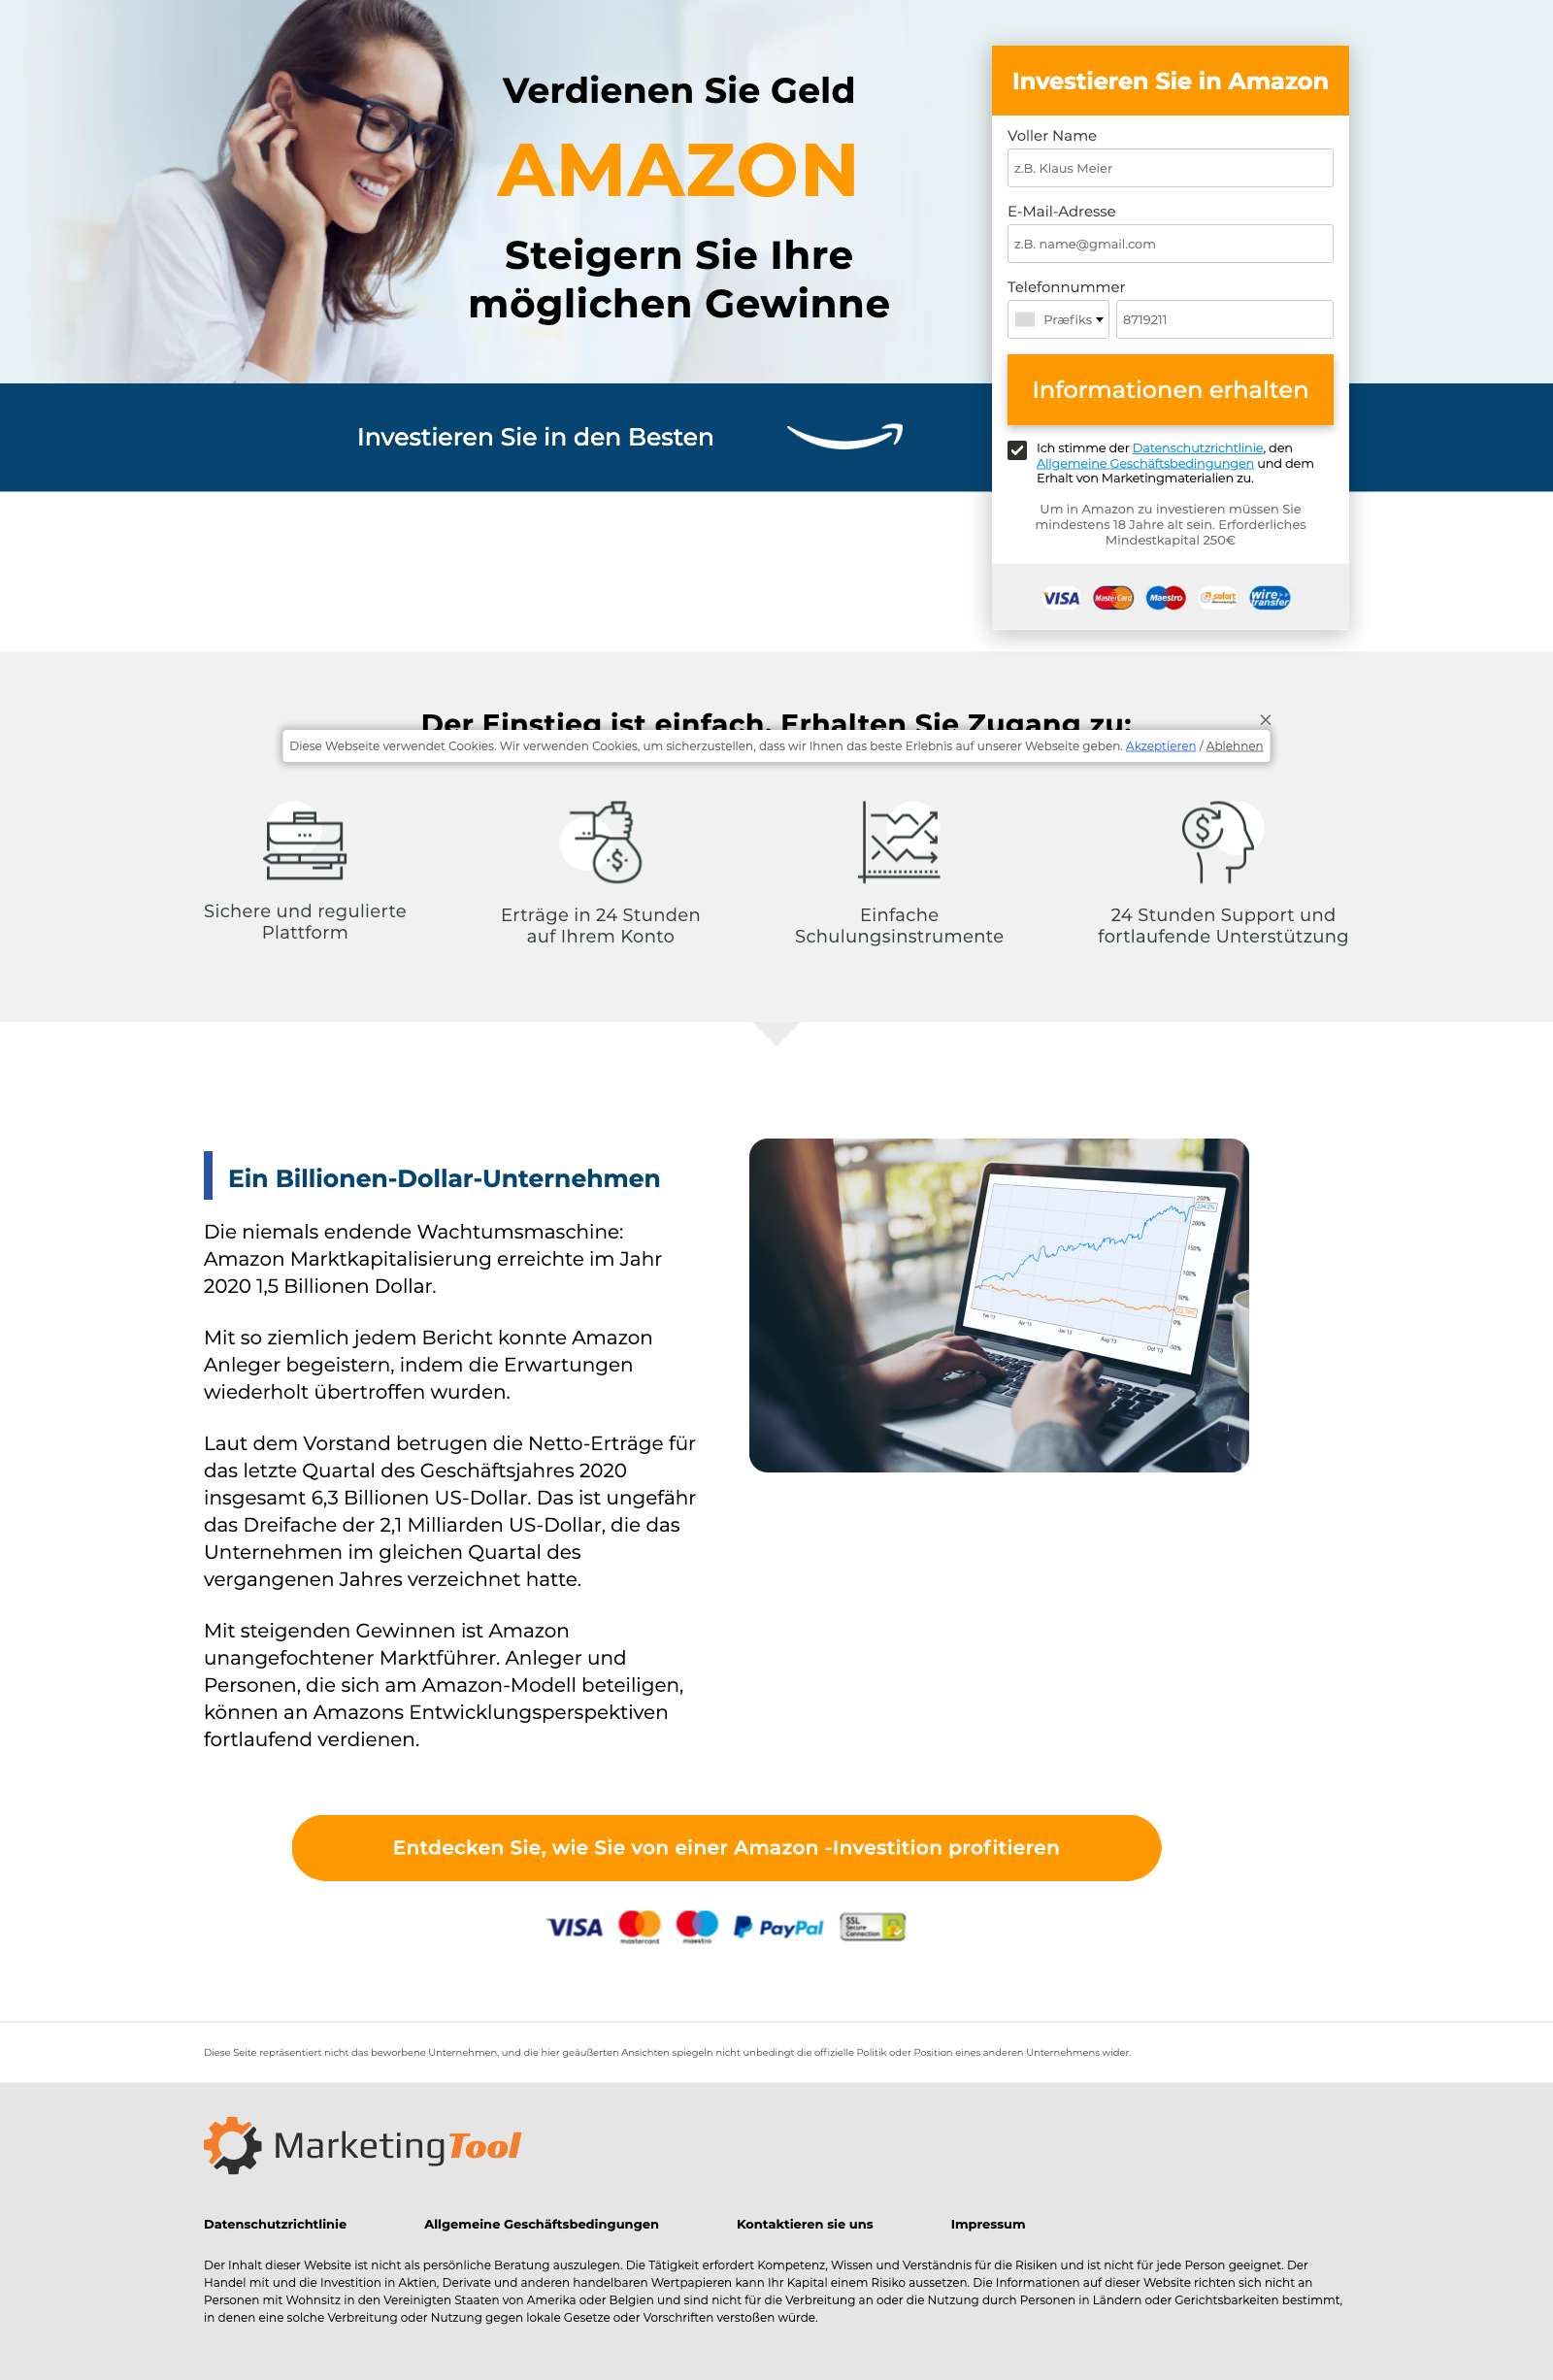 Verdienen Sie Geld
AMAZON
Steigern Sie Ihre
möglichen Gewinne
Investieren Sie in Amazon
Voller Name
z.B. Klaus Meier
E-Mail-Adresse
z.B. name@gmail.com
Telefonnummer
Præfiks 8719211
Informationen erhalten
Ich stimme der Datenschutzrichtlinie, den
Allgemeine Geschäftsbedingungen und dem
Erhalt von Marketingmaterialien zu.
Um in Amazon zu investieren müssen Sie
mindestens 18 Jahre alt sein. Erforderliches
Mindestkapital 250€
VISA MasterCard Maestro sofort wire transfer
Investieren Sie in den Besten
Der Einstieg ist einfach. Erhalten Sie Zugang zu:
Diese Webseite verwendet Cookies. Wir verwenden Cookies, um sicherzustellen, dass wir Ihnen das beste Erlebnis auf unserer Webseite geben. Akzeptieren / Ablehnen
Sichere und regulierte
Plattform
Erträge in 24 Stunden
auf Ihrem Konto
Einfache
Schulungsinstrumente
24 Stunden Support und
fortlaufende Unterstützung
Ein Billionen-Dollar-Unternehmen
Die niemals endende Wachtumsmaschine:
Amazon Marktkapitalisierung erreichte im Jahr
2020 1,5 Billionen Dollar.
Mit so ziemlich jedem Bericht konnte Amazon
Anleger begeistern, indem die Erwartungen
wiederholt übertroffen wurden.
Laut dem Vorstand betrugen die Netto-Erträge für
das letzte Quartal des Geschäftsjahres 2020
insgesamt 6,3 Billionen US-Dollar. Das ist ungefähr
das Dreifache der 2,1 Milliarden US-Dollar, die das
Unternehmen im gleichen Quartal des
vergangenen Jahres verzeichnet hatte.
Mit steigenden Gewinnen ist Amazon
unangefochtener Marktführer. Anleger und
Personen, die sich am Amazon-Modell beteiligen,
können an Amazons Entwicklungsperspektiven
fortlaufend verdienen.
250%
200%
150%
100%
50%
0%
-50%
Feb '13 Apr '13 Jun '13 Aug '13 Oct '13
Entdecken Sie, wie Sie von einer Amazon -Investition profitieren
VISA mastercard maestro PayPal SSL Secure Connection
Diese Seite repräsentiert nicht das beworbene Unternehmen, und die hier geäußerten Ansichten spiegeln nicht unbedingt die offizielle Politik oder Position eines anderen Unternehmens wider.
MarketingTool
Datenschutzrichtlinie Allgemeine Geschäftsbedingungen Kontaktieren sie uns Impressum
Der Inhalt dieser Website ist nicht als persönliche Beratung auszulegen. Die Tätigkeit erfordert Kompetenz, Wissen und Verständnis für die Risiken und ist nicht für jede Person geeignet. Der
Handel mit und die Investition in Aktien, Derivate und anderen handelbaren Wertpapieren kann Ihr Kapital einem Risiko aussetzen. Die Informationen auf dieser Website richten sich nicht an
Personen mit Wohnsitz in den Vereinigten Staaten von Amerika oder Belgien und sind nicht für die Verbreitung an oder die Nutzung durch Personen in Ländern oder Gerichtsbarkeiten bestimmt,
in denen eine solche Verbreitung oder Nutzung gegen lokale Gesetze oder Vorschriften verstoßen würde.